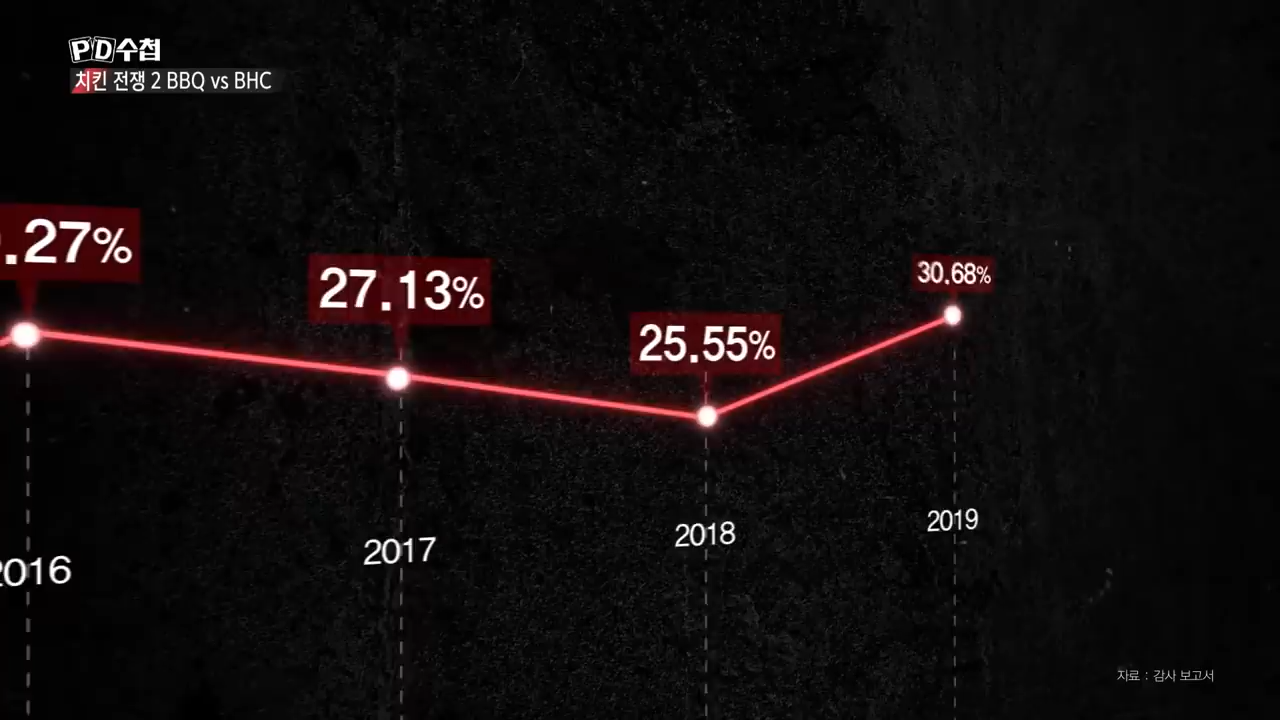 PD수첩
치킨 전쟁 2 BBQ vs BHC
.27%
27.13%
25.55%
30.68%
2016
2017
2018
2019
자료 : 감사 보고서